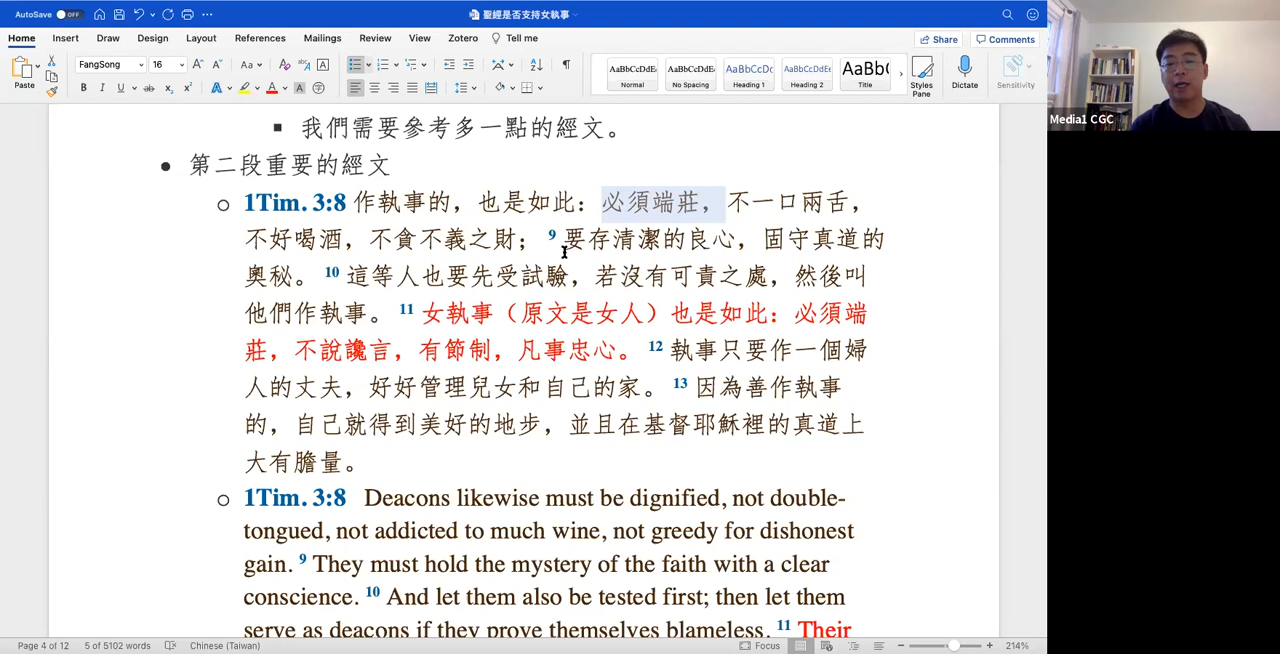 AutoSave OFF
聖經是否支持女執事
Home Insert Draw Design Layout References Mailings Review View Zotero Tell me
Share Comments
Paste FangSong 16 Aa
B I U ab x₂ x² A A A
AaBbCcDdEe AaBbCcDdEe AaBbCcDc AaBbCcDdEe AaBb(
Normal No Spacing Heading 1 Heading 2 Title
Styles Pane Dictate Sensitivity
Media1 CGC
▪ 我們需要參考多一點的經文。
• 第二段重要的經文
○ 1Tim. 3:8 作執事的，也是如此：必須端莊，不一口兩舌，
不好喝酒，不貪不義之財； 9 要存清潔的良心，固守真道的
奧秘。 10 這等人也要先受試驗，若沒有可責之處，然後叫
他們作執事。 11 女執事（原文是女人）也是如此：必須端
莊，不說讒言，有節制，凡事忠心。 12 執事只要作一個婦
人的丈夫，好好管理兒女和自己的家。 13 因為善作執事
的，自己就得到美好的地步，並且在基督耶穌裡的真道上
大有膽量。
○ 1Tim. 3:8 Deacons likewise must be dignified, not double-
tongued, not addicted to much wine, not greedy for dishonest
gain. 9 They must hold the mystery of the faith with a clear
conscience. 10 And let them also be tested first; then let them
serve as deacons if they prove themselves blameless. 11 Their
Page 4 of 12 5 of 5102 words Chinese (Taiwan) Focus 214%